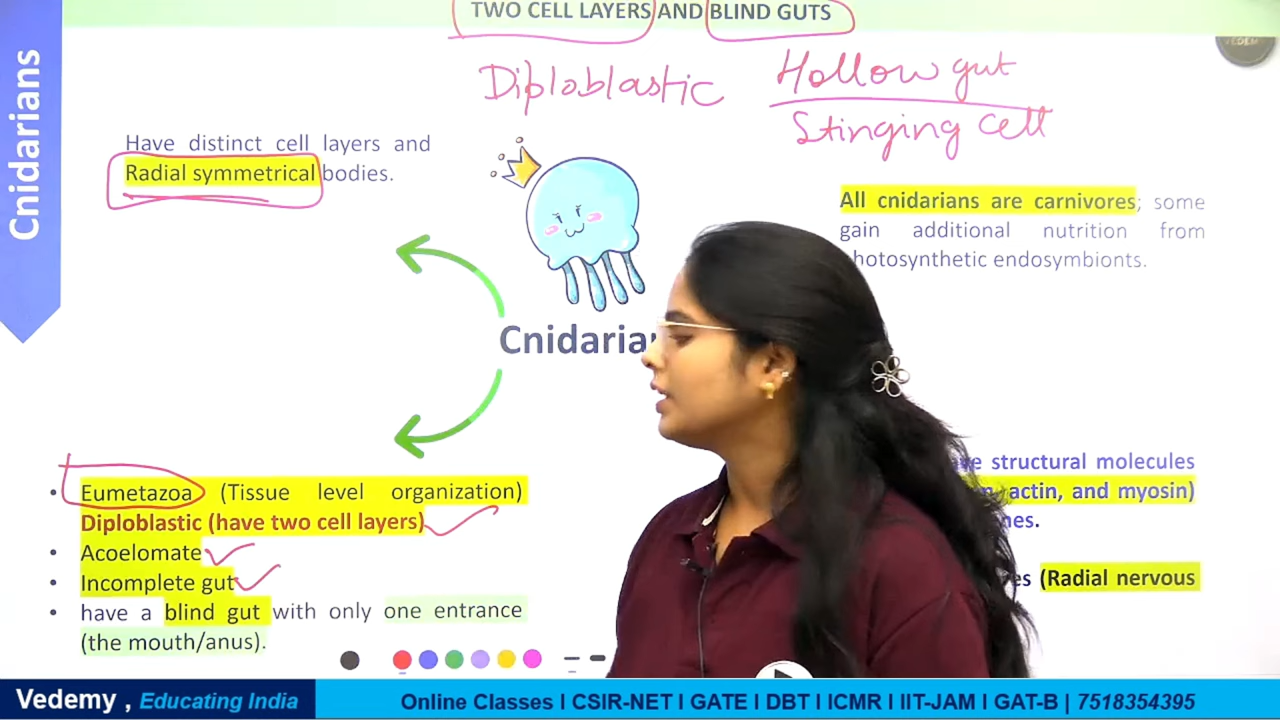 TWO CELL LAYERS AND BLIND GUTS
Cnidarians
Diploblastic
Hollow gut
Stinging cell
Have distinct cell layers and
Radial symmetrical bodies.
All cnidarians are carnivores; some
gain additional nutrition from
photosynthetic endosymbionts.
Cnidaria
• Eumetazoa (Tissue level organization)
Diploblastic (have two cell layers)
• Acoelomate
• Incomplete gut
• have a blind gut with only one entrance
(the mouth/anus).
structural molecules
actin, and myosin)
(Radial nervous
Vedemy , Educating India
Online Classes I CSIR-NET I GATE I DBT I ICMR I IIT-JAM I GAT-B | 7518354395